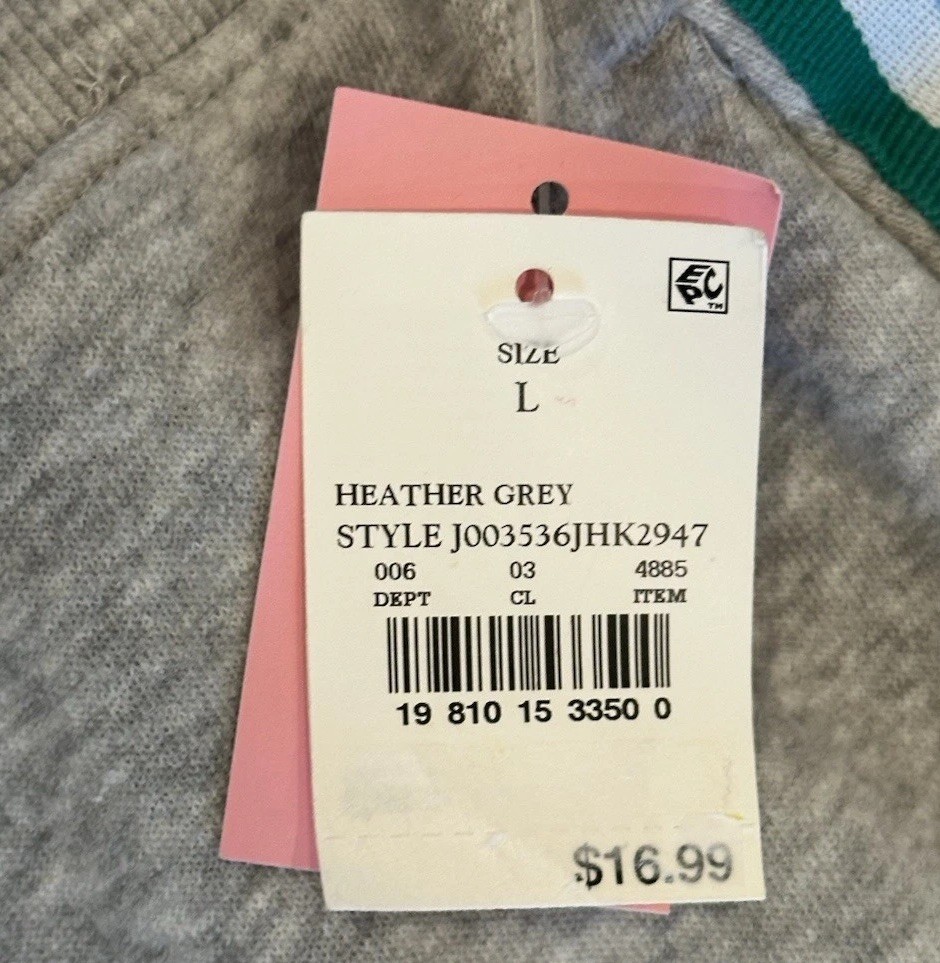 EPC
TM
SIZE
L
HEATHER GREY
STYLE J003536JHK2947
006 03 4885
DEPT CL ITEM
19 810 15 3350 0
$16.99